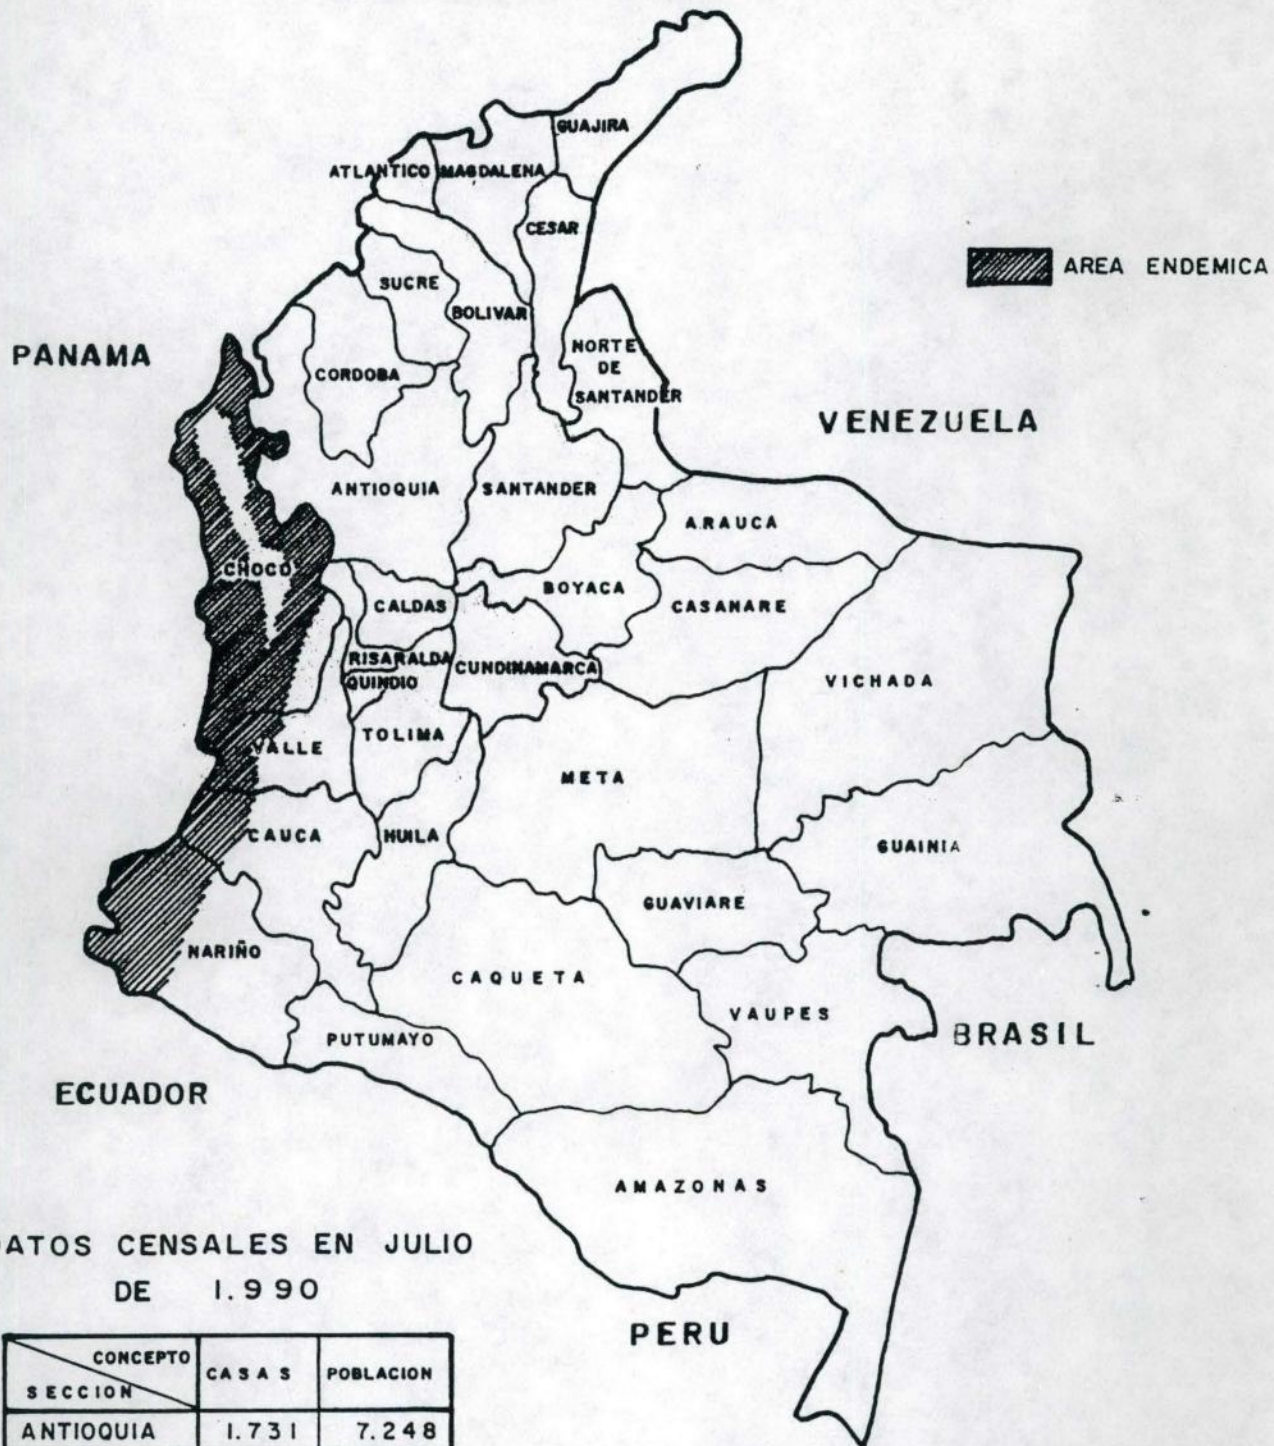 GUAJIRA
ATLANTICO
MAGDALENA
CESAR
SUCRE
BOLIVAR
AREA ENDEMICA
PANAMA
CORDOBA
NORTE
DE
SANTANDER
VENEZUELA
ANTIOQUIA
SANTANDER
ARAUCA
CHOCO
CALDAS
BOYACA
CASANARE
RISARALDA
QUINDIO
CUNDINAMARCA
VICHADA
VALLE
TOLIMA
META
CAUCA
HUILA
GUAINIA
GUAVIARE
NARIÑO
CAQUETA
VAUPES
PUTUMAYO
BRASIL
ECUADOR
AMAZONAS
DATOS CENSALES EN JULIO
DE 1.990
PERU
CONCEPTO
SECCION
CASAS
POBLACION
ANTIOQUIA 1.731 7.248